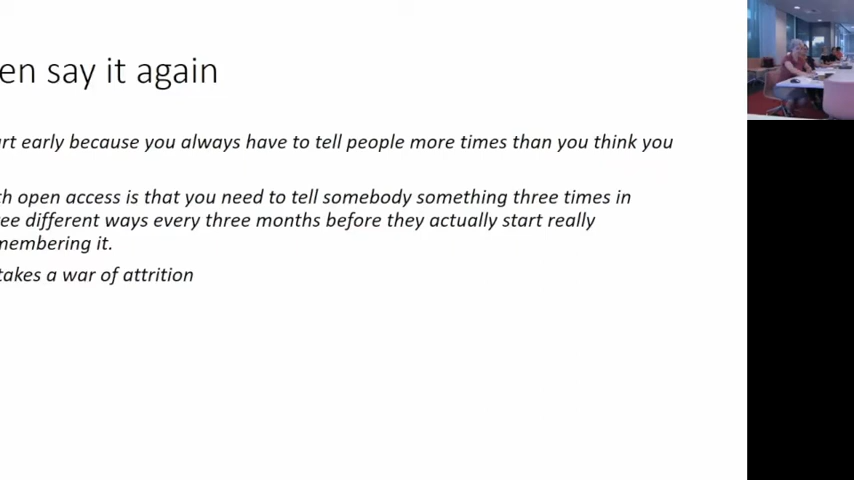 en say it again
rt early because you always have to tell people more times than you think you
th open access is that you need to tell somebody something three times in
ee different ways every three months before they actually start really
membering it.
takes a war of attrition